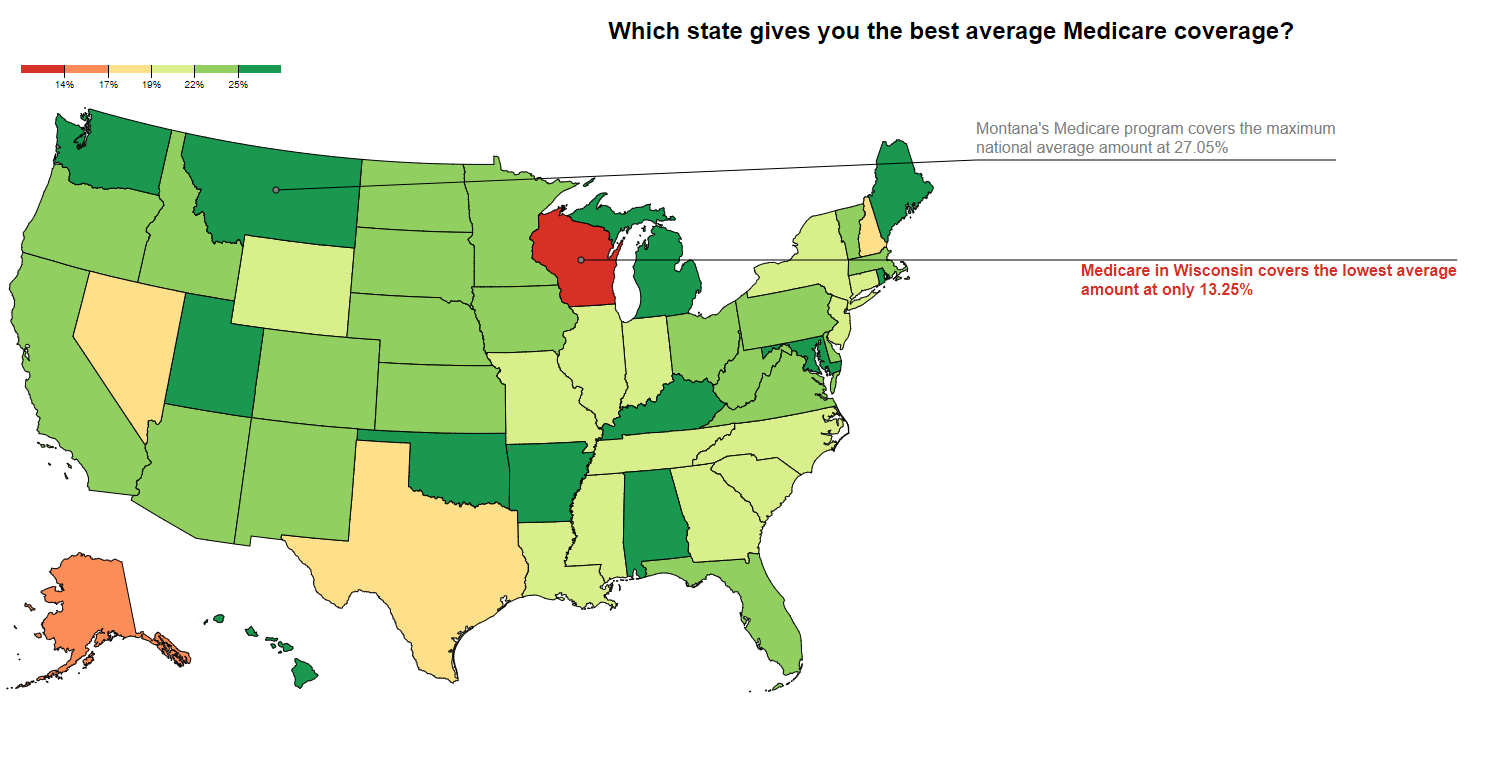 Which state gives you the best average Medicare coverage?
14% 17% 19% 22% 25%
Montana's Medicare program covers the maximum
national average amount at 27.05%
Medicare in Wisconsin covers the lowest average
amount at only 13.25%